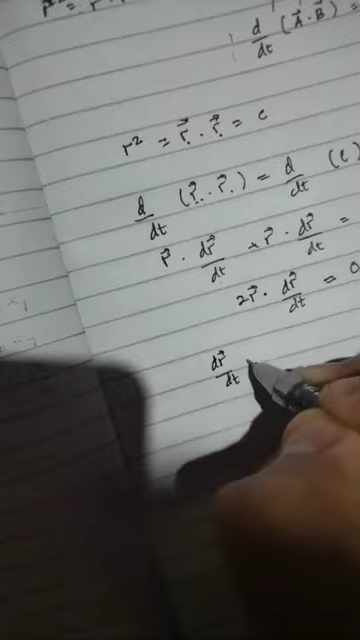 d/dt (A⃗ · B⃗) =
r² = r⃗ · r⃗ = c
d/dt (r⃗ · r⃗) = d/dt (c)
r⃗ · dr⃗/dt + r⃗ · dr⃗/dt =
2r⃗ · dr⃗/dt = 0
dr⃗/dt